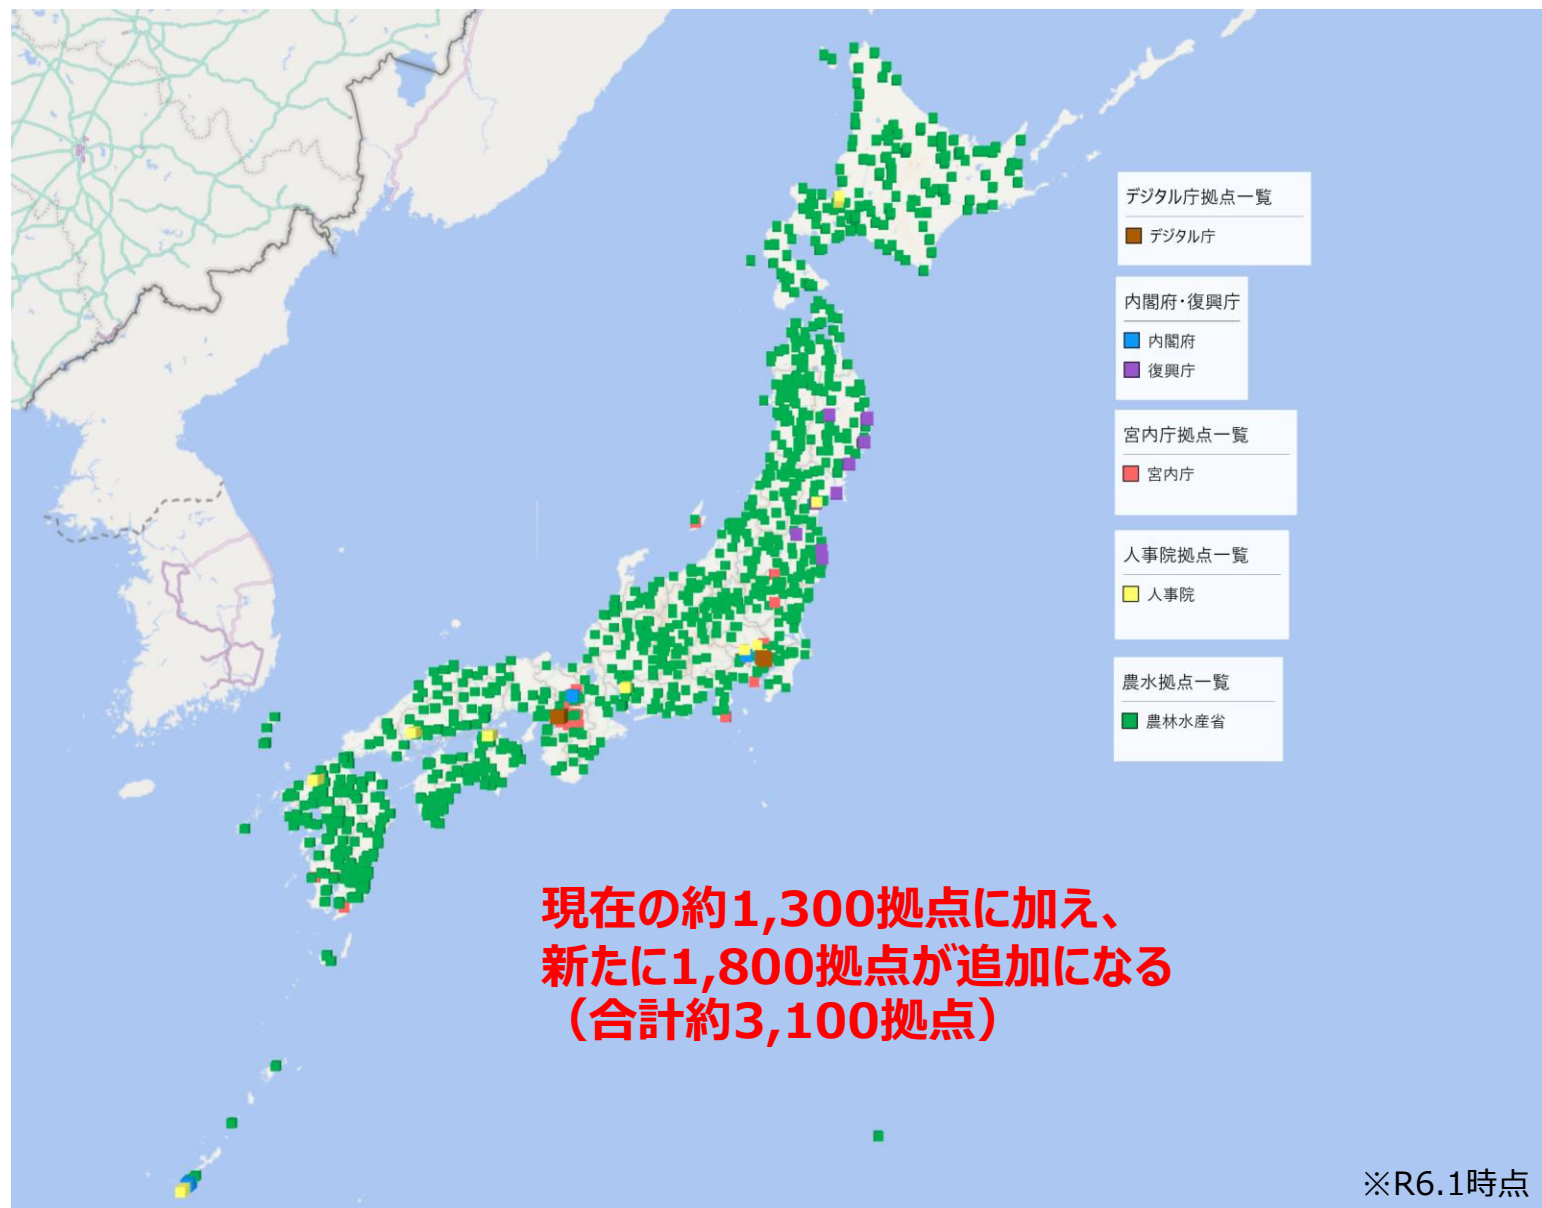 デジタル庁拠点一覧
デジタル庁
内閣府・復興庁
内閣府
復興庁
宮内庁拠点一覧
宮内庁
人事院拠点一覧
人事院
農水拠点一覧
農林水産省
現在の約1,300拠点に加え、
新たに1,800拠点が追加になる
（合計約3,100拠点）
※R6.1時点